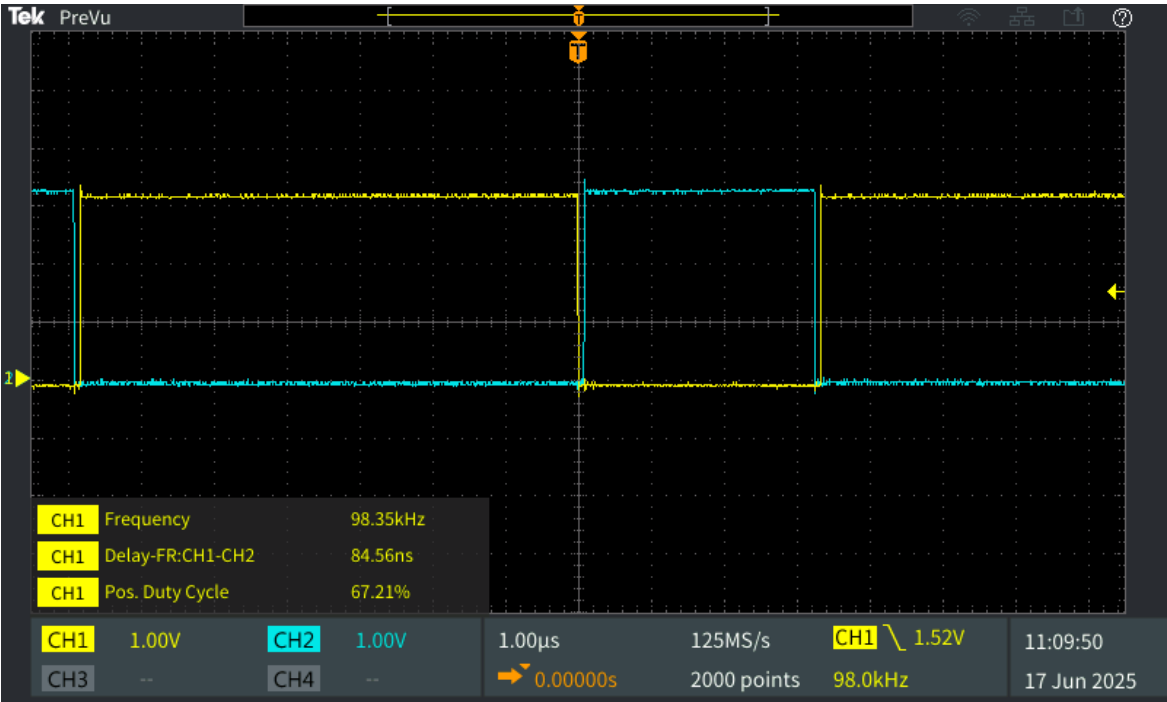 Tek PreVu
T
T
2
CH1 Frequency 98.35kHz
CH1 Delay-FR:CH1-CH2 84.56ns
CH1 Pos. Duty Cycle 67.21%
CH1 1.00V CH2 1.00V 1.00µs 125MS/s CH1 1.52V 11:09:50
CH3 -- CH4 -- 0.00000s 2000 points 98.0kHz 17 Jun 2025